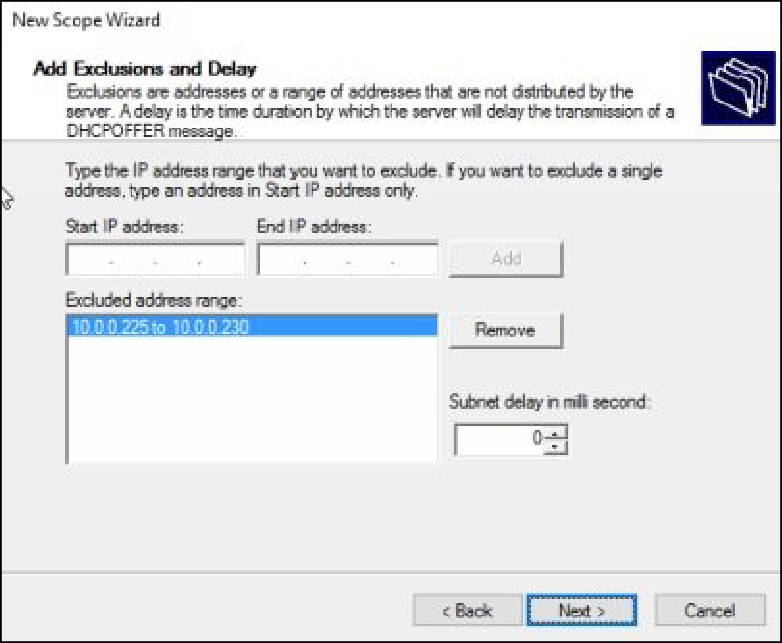 New Scope Wizard
Add Exclusions and Delay
Exclusions are addresses or a range of addresses that are not distributed by the
server. A delay is the time duration by which the server will delay the transmission of a
DHCPOFFER message.
Type the IP address range that you want to exclude. If you want to exclude a single
address, type an address in Start IP address only.
Start IP address: End IP address:
. . . . . . Add
Excluded address range:
10.0.0.225 to 10.0.0.230
Remove
Subnet delay in milli second:
0
< Back Next > Cancel